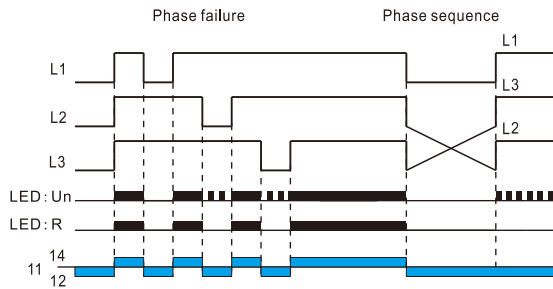 Phase failure
Phase sequence
L1
L1
L3
L2
L2
L3
LED: Un
LED: R
14
11
12